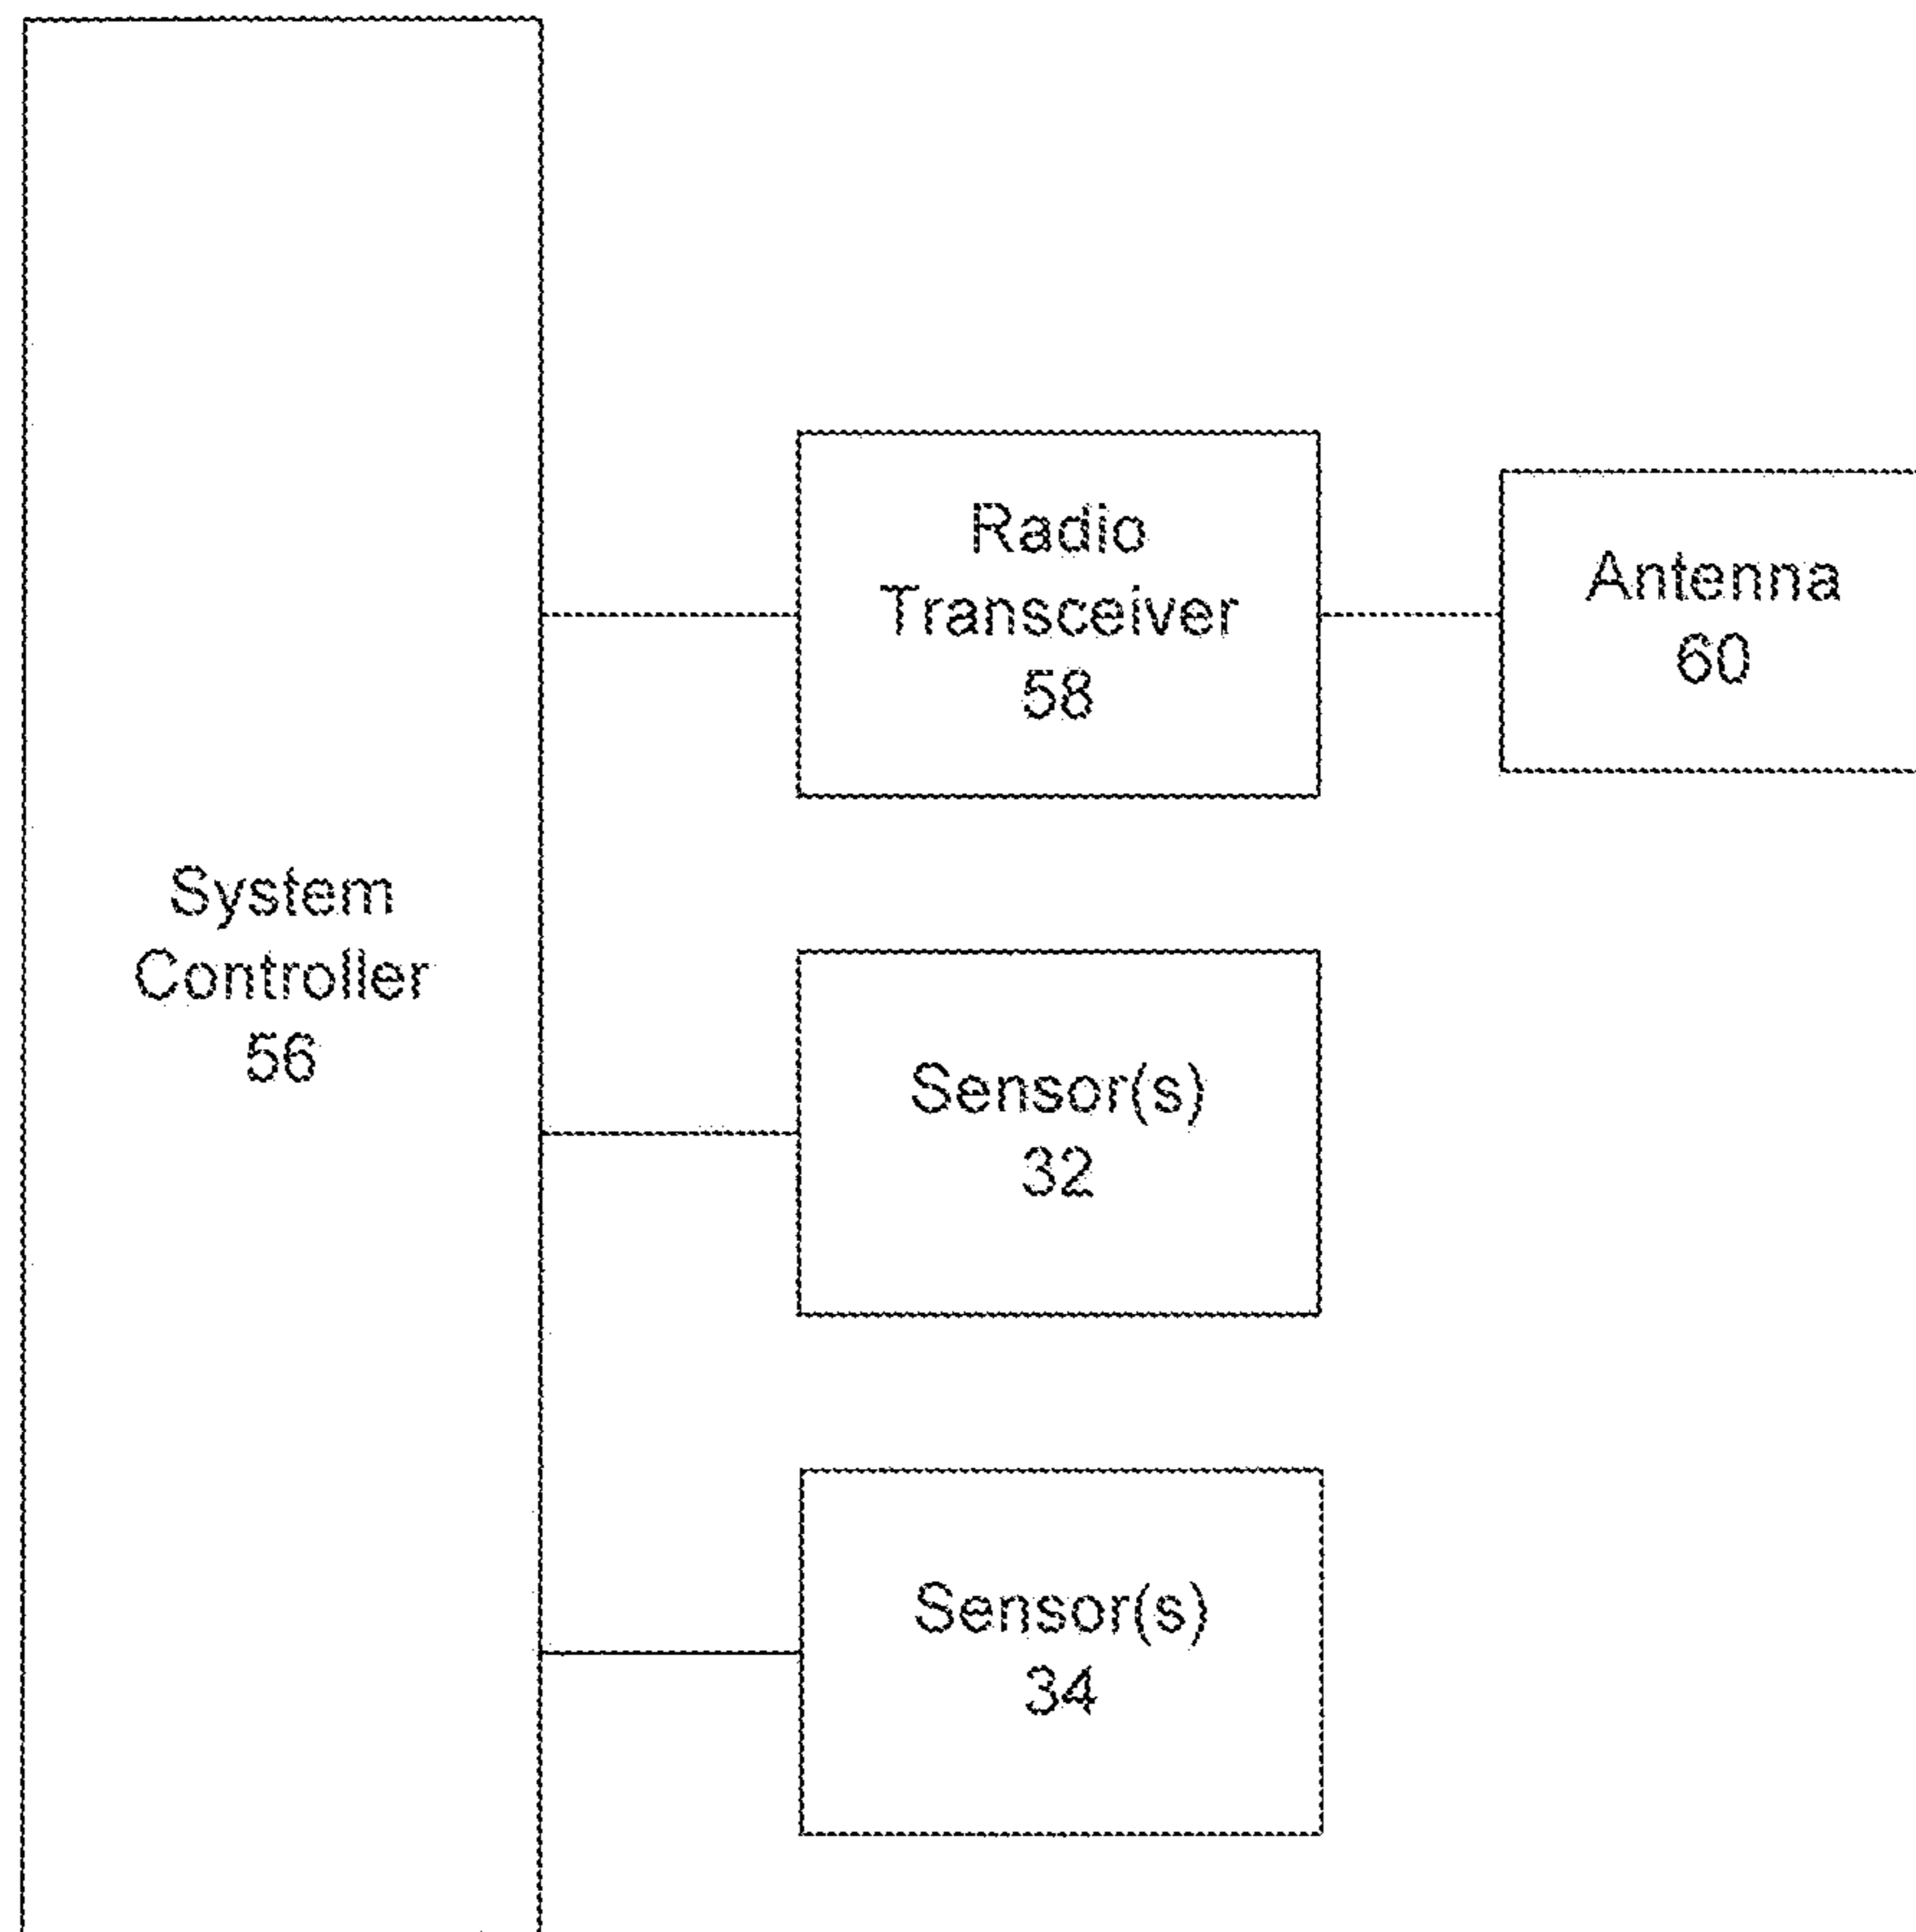 Radio
Transceiver
58
Antenna
60
System
Controller
56
Sensor(s)
32
Sensor(s)
34